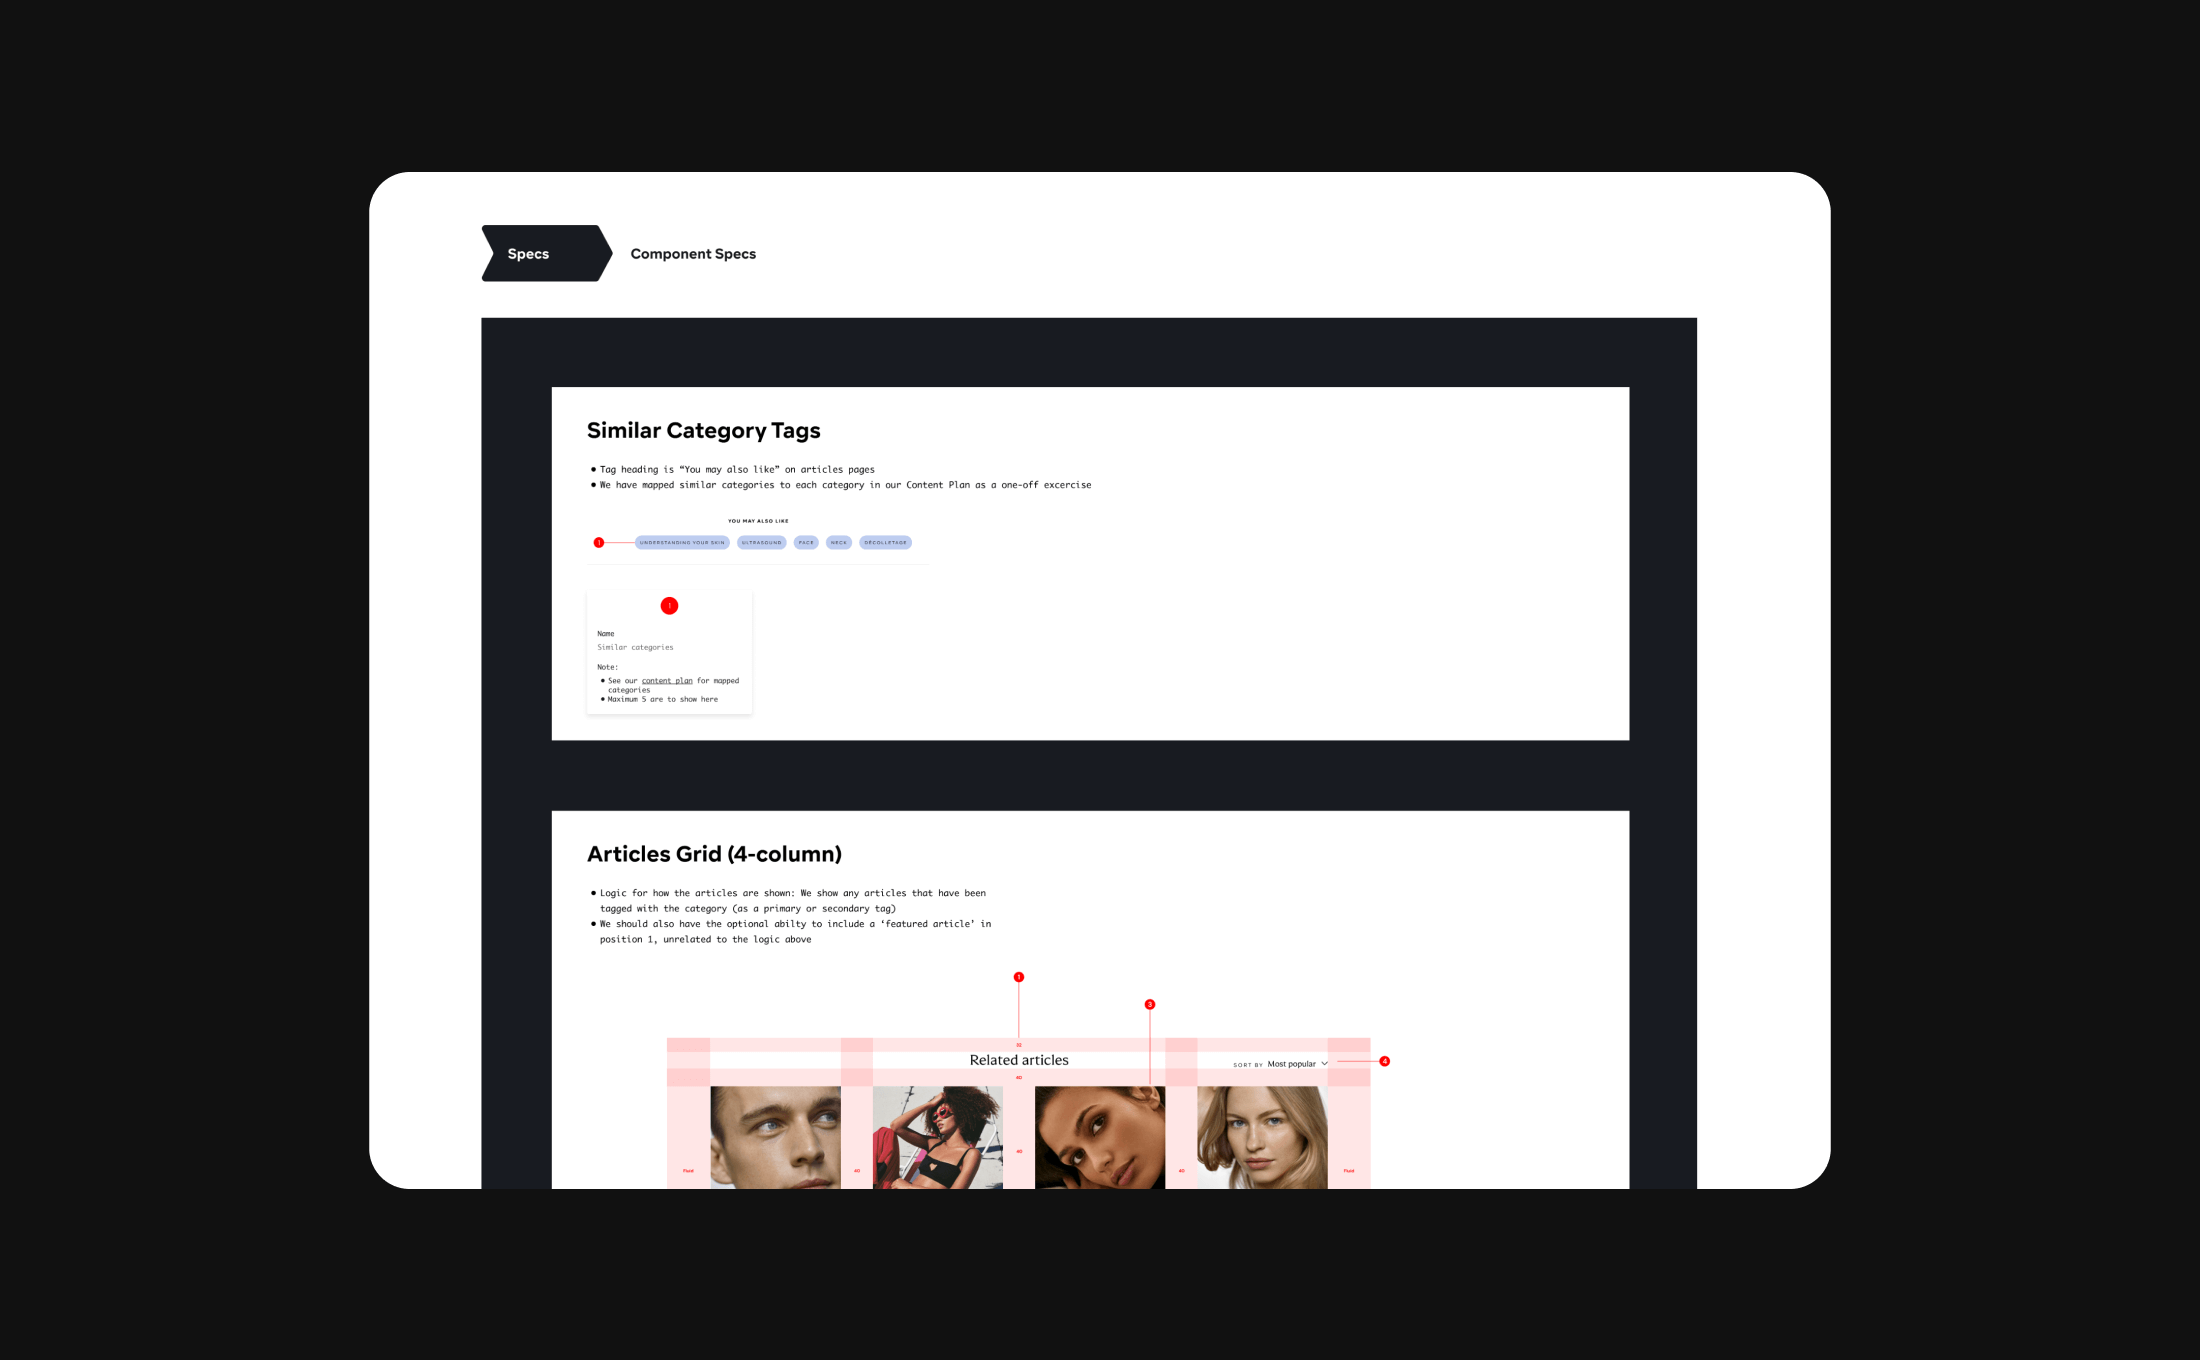 Specs
Component Specs
Similar Category Tags
Tag heading is “You may also like” on articles pages
We have mapped similar categories to each category in our Content Plan as a one-off excercise
YOU MAY ALSO LIKE
1
UNDERSTANDING YOUR SKIN
ULTRASOUND
FACE
NECK
DÉCOLLETAGE
1
Name
Similar categories
Note:
See our content plan for mapped
categories
Maximum 5 are to show here
Articles Grid (4-column)
Logic for how the articles are shown: We show any articles that have been
tagged with the category (as a primary or secondary tag)
We should also have the optional abilty to include a ‘featured article’ in
position 1, unrelated to the logic above
1
3
Related articles
SORT BY Most popular
4
40
40
Fluid
40
40
Fluid